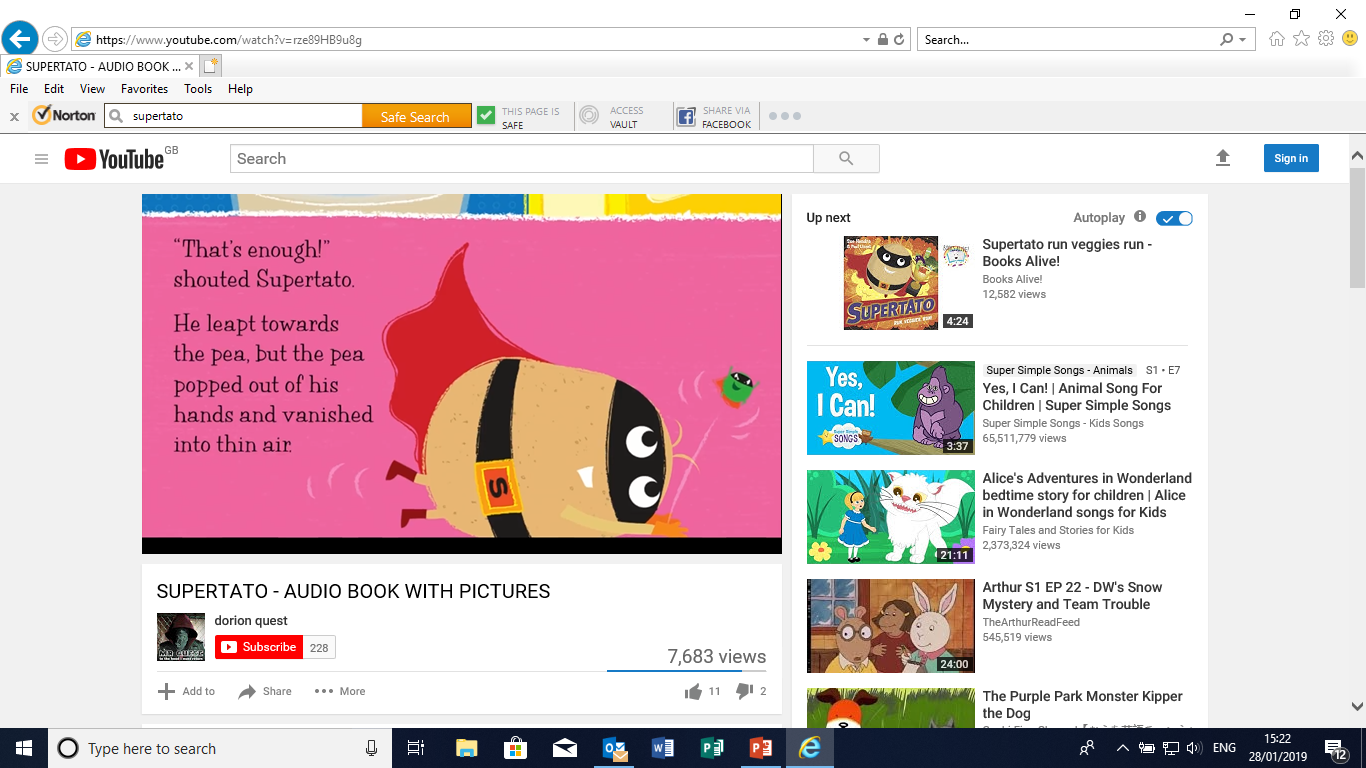 https://www.youtube.com/watch?v=rze89HB9u8g
Search...
SUPERTATO - AUDIO BOOK ...
File Edit View Favorites Tools Help
x Norton supertato Safe Search THIS PAGE IS SAFE ACCESS VAULT SHARE VIA FACEBOOK
YouTube GB
Search
Sign in
"That's enough!"
shouted Supertato.
He leapt towards
the pea, but the pea
popped out of his
hands and vanished
into thin air.
S
SUPERTATO - AUDIO BOOK WITH PICTURES
dorion quest
Subscribe 228
7,683 views
Add to Share More 11 2
Up next Autoplay
SUPERTATO
4:24
Supertato run veggies run -
Books Alive!
Books Alive!
12,582 views
Yes,
I Can!
Super Simple
SONGS
3:37
Super Simple Songs - Animals S1 • E7
Yes, I Can! | Animal Song For
Children | Super Simple Songs
Super Simple Songs - Kids Songs
65,511,779 views
21:11
Alice's Adventures in Wonderland
bedtime story for children | Alice
in Wonderland songs for Kids
Fairy Tales and Stories for Kids
2,373,324 views
24:00
Arthur S1 EP 22 - DW's Snow
Mystery and Team Trouble
TheArthurReadFeed
545,519 views
The Purple Park Monster Kipper
the Dog
Type here to search
ENG
15:22
28/01/2019
12